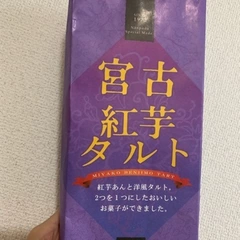 宮古
紅芋
タルト
MIYAKO BENIIMO TART
紅芋あんと洋風タルト。
2つを1つにしたおいしい
お菓子ができました。